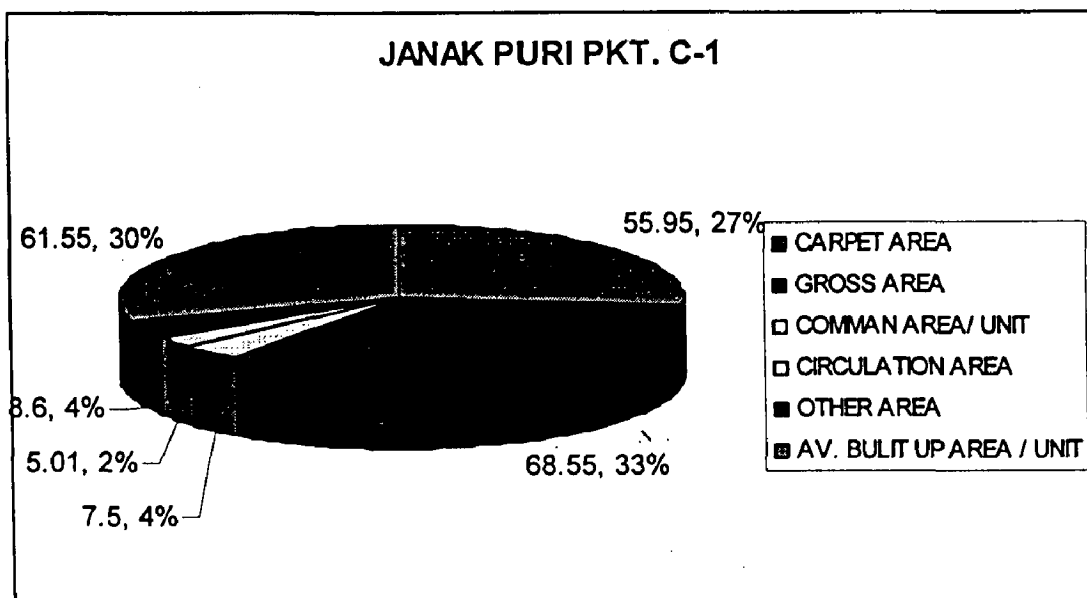 JANAK PURI PKT. C-1
61.55, 30%
55.95, 27%
8.6, 4%
5.01, 2%
7.5, 4%
68.55, 33%
CARPET AREA
GROSS AREA
COMMAN AREA/ UNIT
CIRCULATION AREA
OTHER AREA
AV. BULIT UP AREA / UNIT